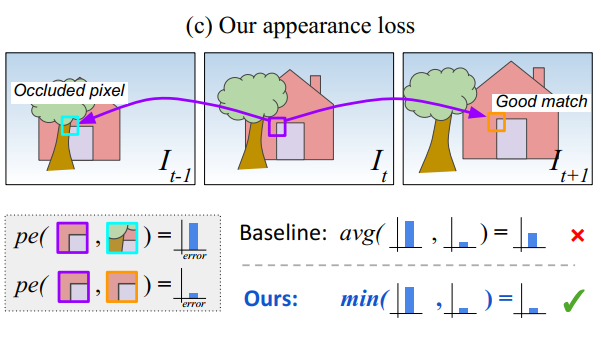 (c) Our appearance loss
Occluded pixel
Good match
I_{t-1}
I_t
I_{t+1}
pe( , ) =
error
pe( , ) =
error
Baseline: avg( , ) = ×
Ours: min( , ) = ✓